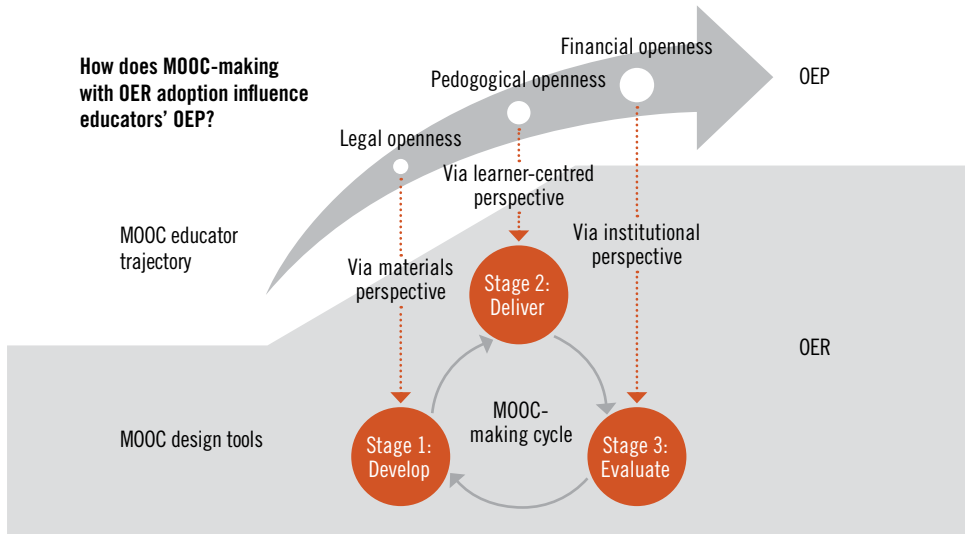 How does MOOC-making
with OER adoption influence
educators’ OEP?
Financial openness
Pedogogical openness
Legal openness
OEP
Via learner-centred
perspective
MOOC educator
trajectory
Via institutional
perspective
Via materials
perspective
Stage 2:
Deliver
OER
MOOC design tools
MOOC-
making cycle
Stage 1:
Develop
Stage 3:
Evaluate